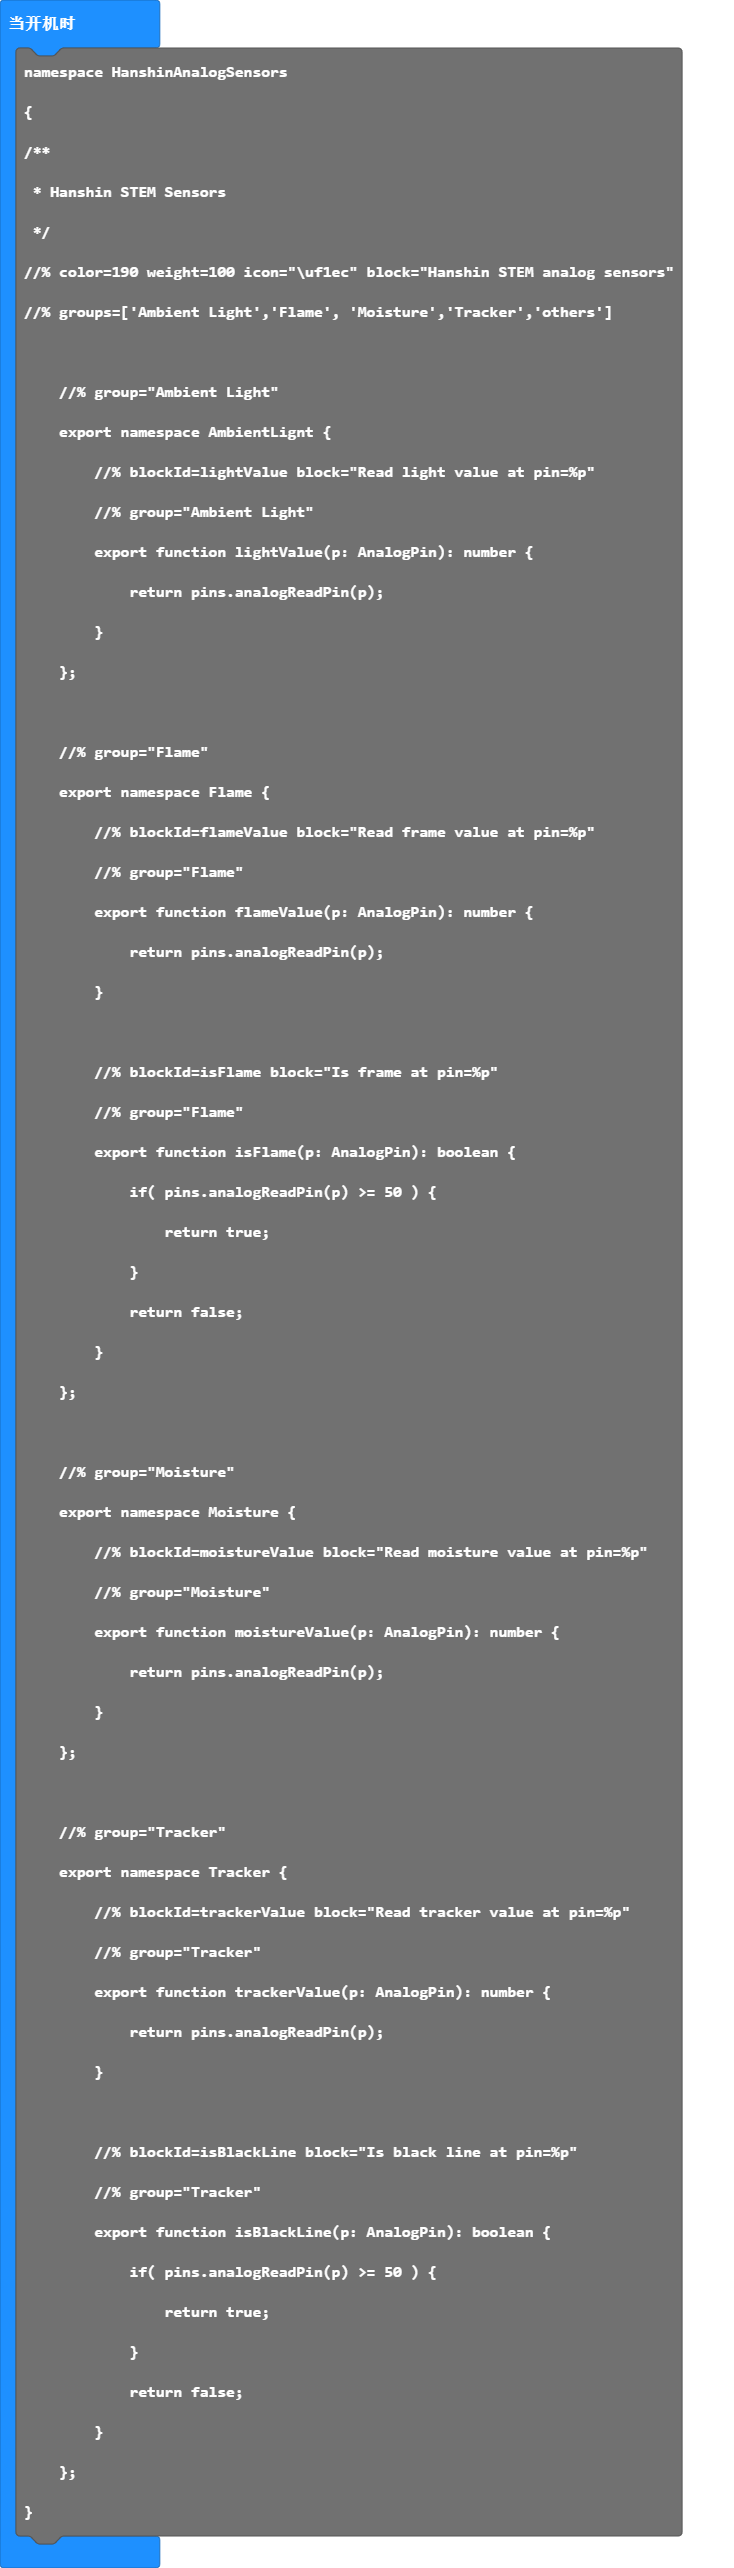 当开机时
namespace HanshinAnalogSensors
{
/**
 * Hanshin STEM Sensors
 */
//% color=190 weight=100 icon="\uf1ec" block="Hanshin STEM analog sensors"
//% groups=['Ambient Light','Flame', 'Moisture','Tracker','others']

    //% group="Ambient Light"
    export namespace AmbientLignt {
        //% blockId=lightValue block="Read light value at pin=%p"
        //% group="Ambient Light"
        export function lightValue(p: AnalogPin): number {
            return pins.analogReadPin(p);
        }
    };

    //% group="Flame"
    export namespace Flame {
        //% blockId=flameValue block="Read frame value at pin=%p"
        //% group="Flame"
        export function flameValue(p: AnalogPin): number {
            return pins.analogReadPin(p);
        }

        //% blockId=isFlame block="Is frame at pin=%p"
        //% group="Flame"
        export function isFlame(p: AnalogPin): boolean {
            if( pins.analogReadPin(p) >= 50 ) {
                return true;
            }
            return false;
        }
    };

    //% group="Moisture"
    export namespace Moisture {
        //% blockId=moistureValue block="Read moisture value at pin=%p"
        //% group="Moisture"
        export function moistureValue(p: AnalogPin): number {
            return pins.analogReadPin(p);
        }
    };

    //% group="Tracker"
    export namespace Tracker {
        //% blockId=trackerValue block="Read tracker value at pin=%p"
        //% group="Tracker"
        export function trackerValue(p: AnalogPin): number {
            return pins.analogReadPin(p);
        }

        //% blockId=isBlackLine block="Is black line at pin=%p"
        //% group="Tracker"
        export function isBlackLine(p: AnalogPin): boolean {
            if( pins.analogReadPin(p) >= 50 ) {
                return true;
            }
            return false;
        }
    };
}